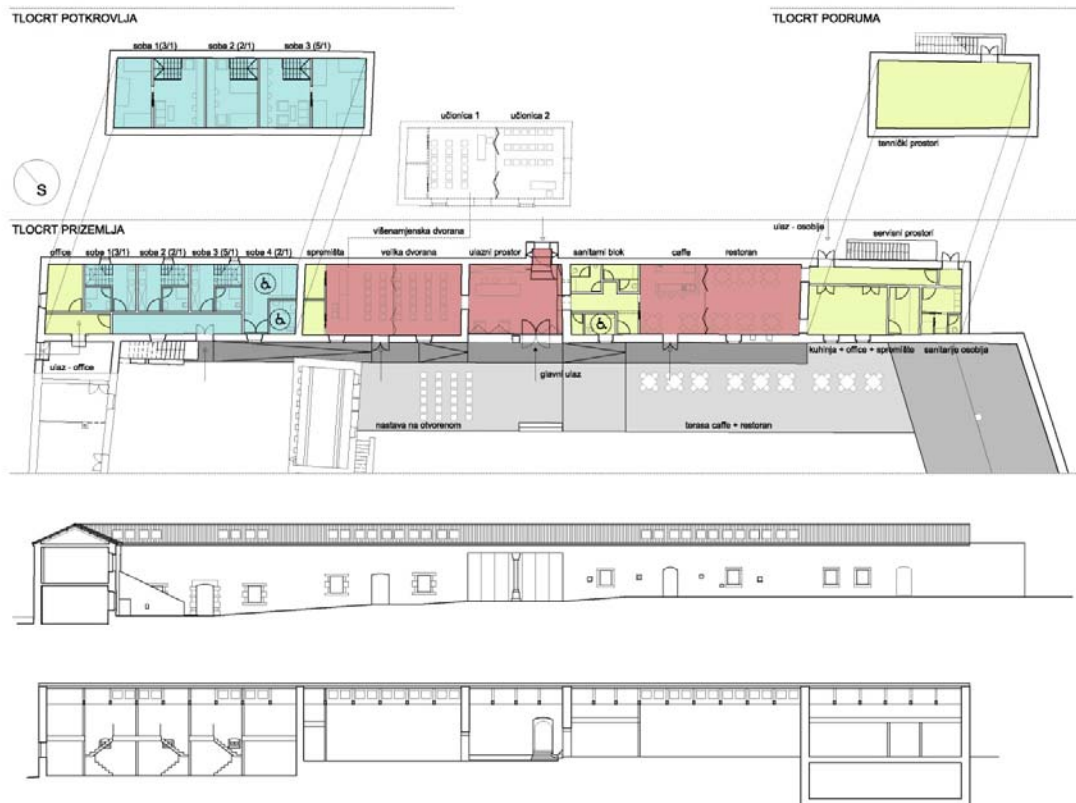 TLOCRT POTKROVLJA
TLOCRT PODRUMA
soba 1(3/1) soba 2 (2/1) soba 3 (5/1)
učionica 1 učionica 2
tehnički prostori
S
TLOCRT PRIZEMLJA
višenamjenska dvorana
ulaz - osoblje
servisni prostori
office soba 1(3/1) soba 2 (2/1) soba 3 (5/1) soba 4 (2/1) spremišta velika dvorana ulazni prostor sanitarni blok caffe restoran
ulaz - office
glavni ulaz
kuhinja + office + spremište sanitarije osoblja
nastava na otvorenom
terasa caffe + restoran